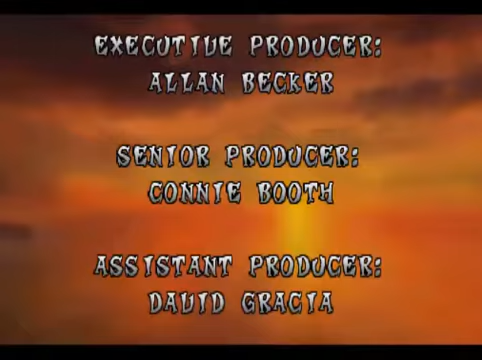 EXECUTIVE PRODUCER:
ALLAN BECKER
SENIOR PRODUCER:
CONNIE BOOTH
ASSISTANT PRODUCER:
DAVID GRACIA